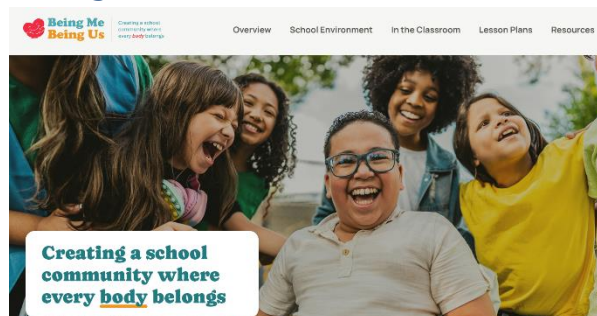 Being Me
Being Us
Creating a school
community where
every body belongs
Overview School Environment In the Classroom Lesson Plans Resources
Creating a school
community where
every body belongs